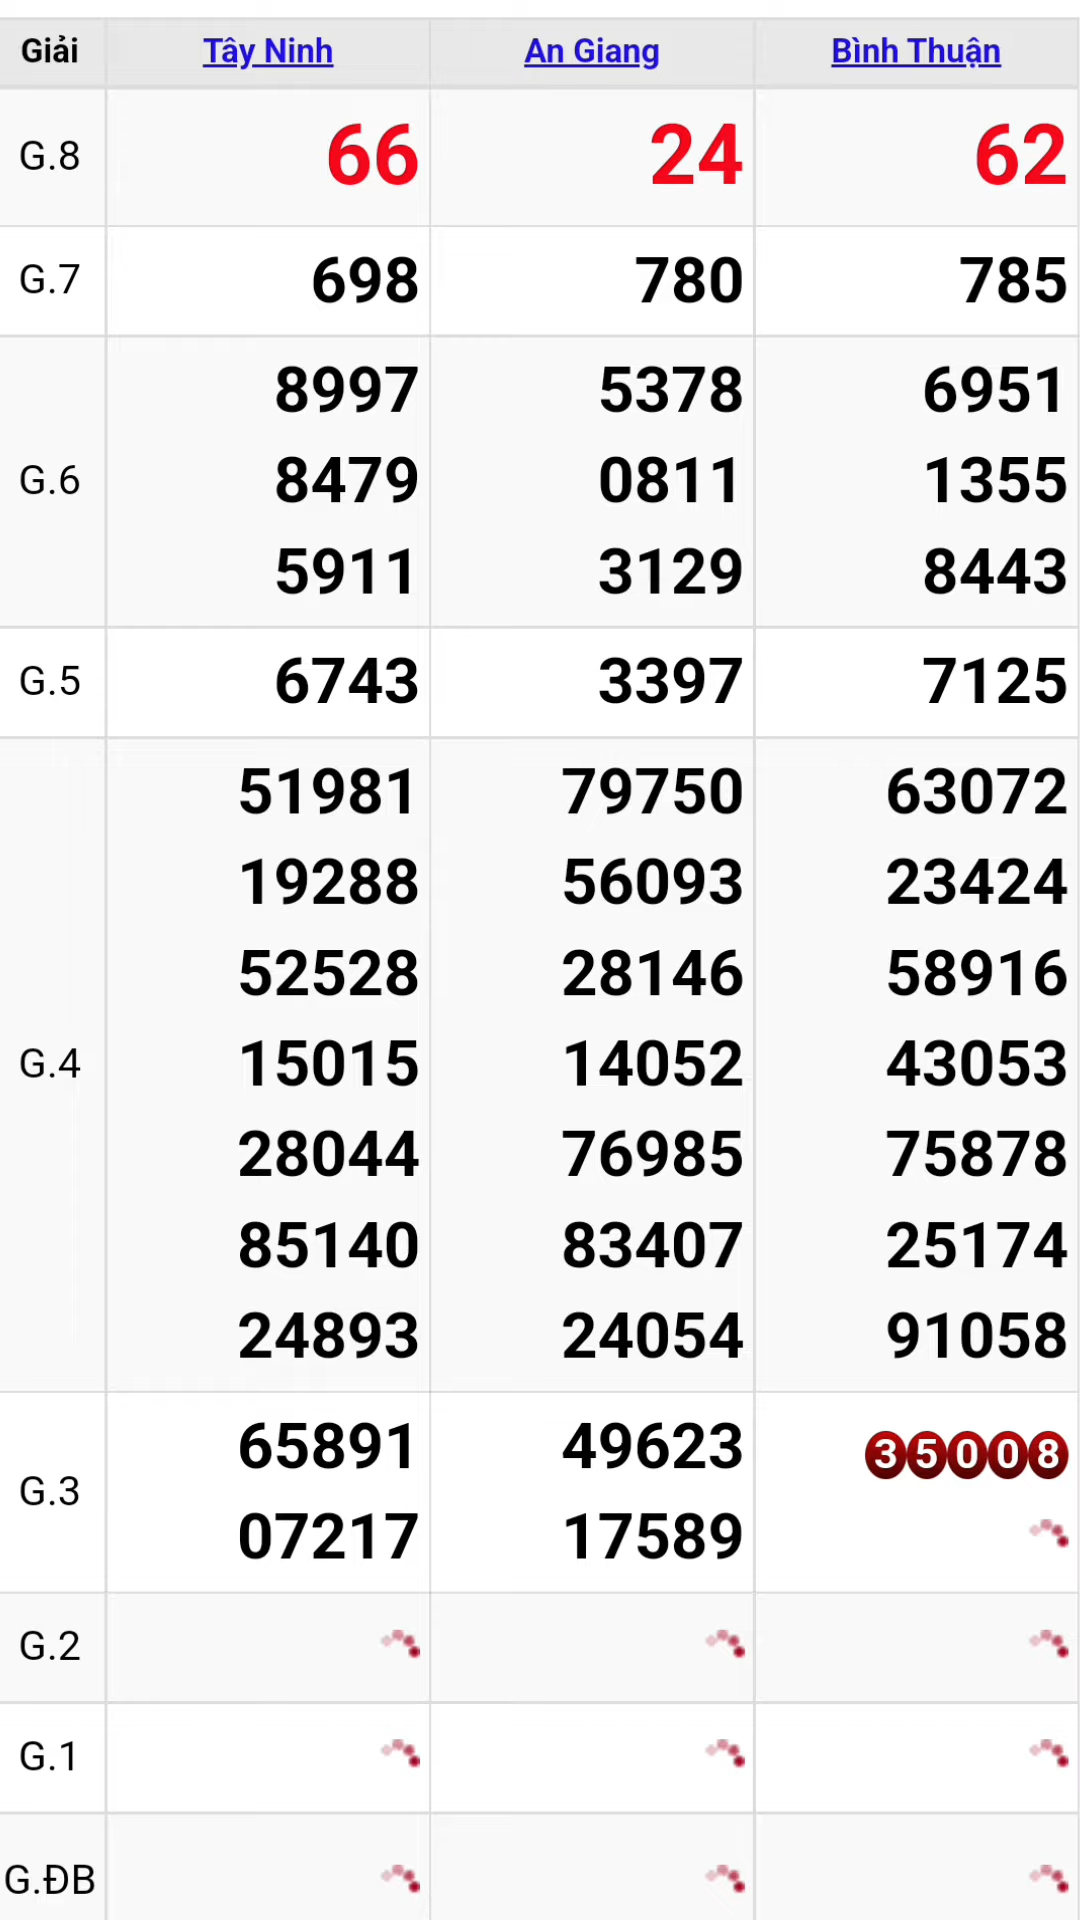 Giải Tây Ninh An Giang Bình Thuận
G.8 66 24 62
G.7 698 780 785
8997 5378 6951
G.6 8479 0811 1355
5911 3129 8443
G.5 6743 3397 7125
51981 79750 63072
19288 56093 23424
52528 28146 58916
G.4 15015 14052 43053
28044 76985 75878
85140 83407 25174
24893 24054 91058
65891 49623 35008
G.3
07217 17589
G.2
G.1
G.ĐB